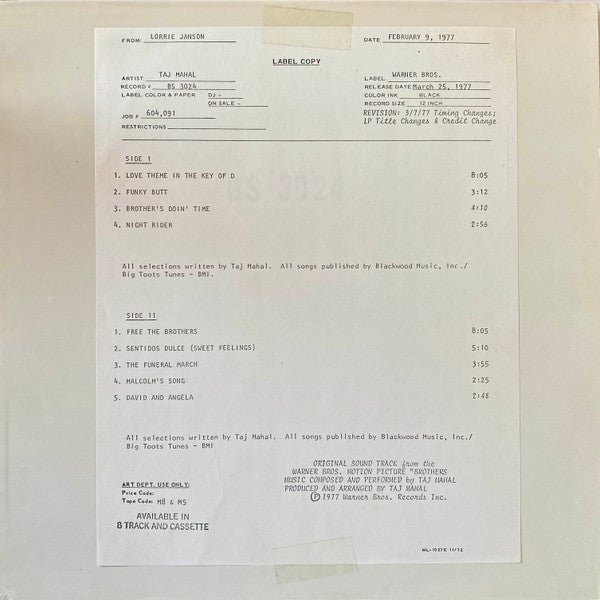 FROM: LORRIE JANSON
DATE FEBRUARY 9, 1977
LABEL COPY
ARTIST TAJ MAHAL
LABEL WARNER BROS.
RECORD # BS 3024
RELEASE DATE March 25, 1977
LABEL COLOR & PAPER DJ -
COLOR INK BLACK
ON SALE -
RECORD SIZE 12 INCH
JOB # 604,091
REVISION: 3/7/77 Timing Changes;
LP Title Changes & Credit Change
RESTRICTIONS
SIDE 1
1. LOVE THEME IN THE KEY OF D 8:05
BS 3024
2. FUNKY BUTT 3:12
3. BROTHER'S DOIN' TIME 4:10
4. NIGHT RIDER 2:56
All selections written by Taj Mahal. All songs published by Blackwood Music, Inc./
Big Toots Tunes - BMI.
SIDE 11
1. FREE THE BROTHERS 8:05
2. SENTIDOS DULCE (SWEET FEELINGS) 5:10
3. THE FUNERAL MARCH 3:55
4. MALCOLM'S SONG 2:25
5. DAVID AND ANGELA 2:48
All selections written by Taj Mahal. All songs published by Blackwood Music, Inc./
Big Toots Tunes - BMI
ORIGINAL SOUND TRACK from the
WARNER BROS. MOTION PICTURE "BROTHERS
MUSIC COMPOSED AND PERFORMED by TAJ MAHAL
PRODUCED AND ARRANGED BY TAJ MAHAL
Ⓟ 1977 Warner Bros. Records Inc.
ART DEPT. USE ONLY:
Price Code:
Tape Code: M8 & M5
AVAILABLE IN
8 TRACK AND CASSETTE
ML-1027E 11/72